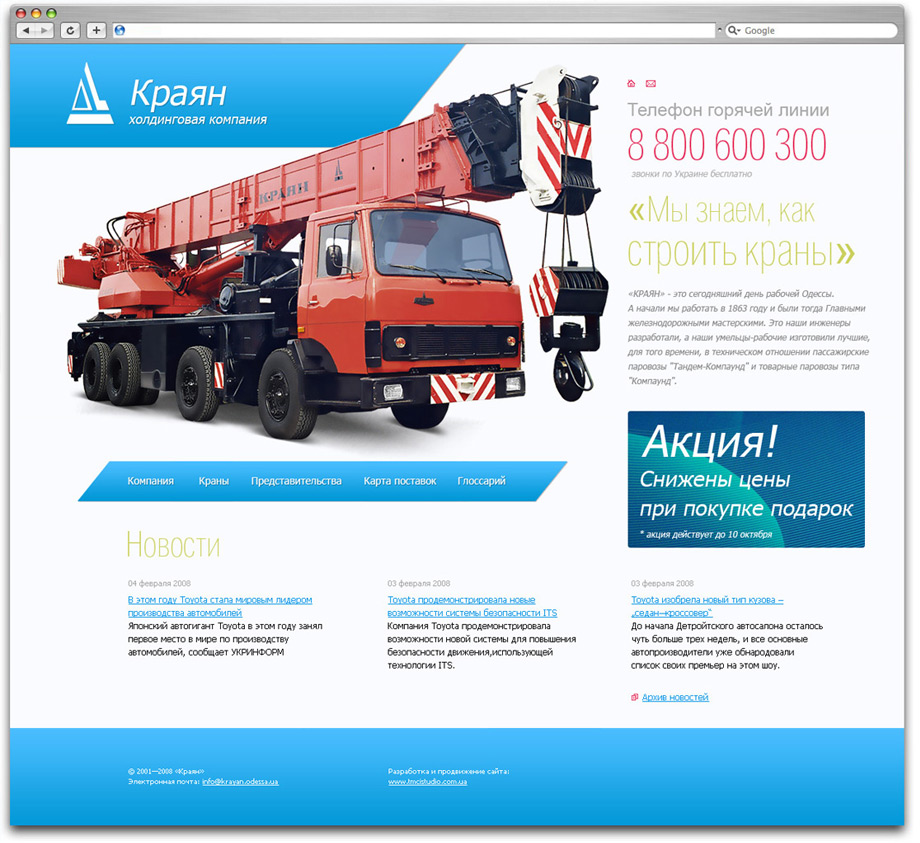 Google
Краян
холдинговая компания
КРАЯН
Телефон горячей линии
8 800 600 300
звонки по Украине бесплатно
«Мы знаем, как
строить краны»
«КРАЯН» - это сегодняшний день рабочей Одессы.
А начали мы работать в 1863 году и были тогда Главными
железнодорожными мастерскими. Это наши инженеры
разработали, а наши умельцы-рабочие изготовили лучшие,
для того времени, в техническом отношении пассажирские
паровозы "Тандем-Компаунд" и товарные паровозы типа
"Компаунд".
Акция!
Снижены цены
при покупке подарок
* акция действует до 10 октября
Компания Краны Представительства Карта поставок Глоссарий
Новости
04 февраля 2008
В этом году Toyota стала мировым лидером
производства автомобилей
Японский автогигант Toyota в этом году занял
первое место в мире по производству
автомобилей, сообщает УКРИНФОРМ
03 февраля 2008
Toyota продемонстрировала новые
возможности системы безопасности ITS
Компания Toyota продемонстрировала
возможности новой системы для повышения
безопасности движения,использующей
технологии ITS.
03 февраля 2008
Toyota изобрела новый тип кузова –
„седан–кроссовер“
До начала Детройтского автосалона осталось
чуть больше трех недель, и все основные
автопроизводители уже обнародовали
список своих премьер на этом шоу.
Архив новостей
© 2001—2008 «Краян»
Электронная почта: info@krayan.odessa.ua
Разработка и продвижение сайта:
www.tmcistudio.com.ua